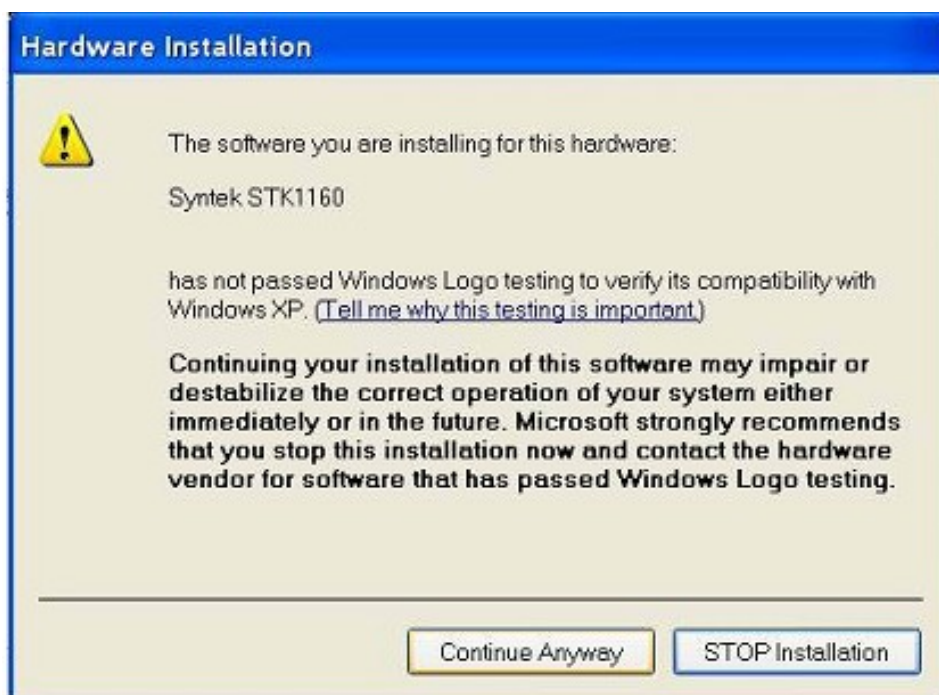 Hardware Installation
The software you are installing for this hardware:
Syntek STK1160
has not passed Windows Logo testing to verify its compatibility with
Windows XP. (Tell me why this testing is important.)
Continuing your installation of this software may impair or
destabilize the correct operation of your system either
immediately or in the future. Microsoft strongly recommends
that you stop this installation now and contact the hardware
vendor for software that has passed Windows Logo testing.
Continue Anyway
STOP Installation